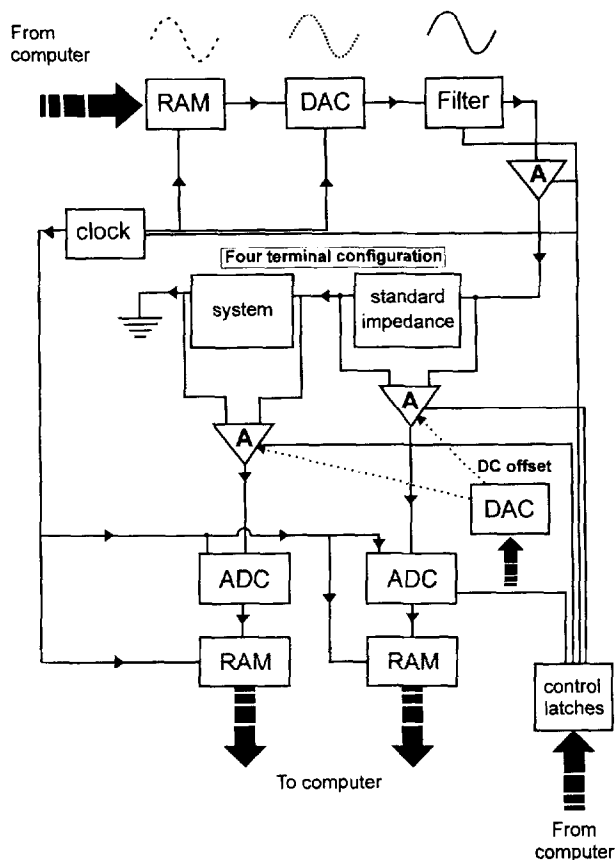 From
computer
RAM
DAC
Filter
A
clock
Four terminal configuration
system
standard
impedance
A
A
DC offset
DAC
ADC
ADC
RAM
RAM
control
latches
To computer
From
computer